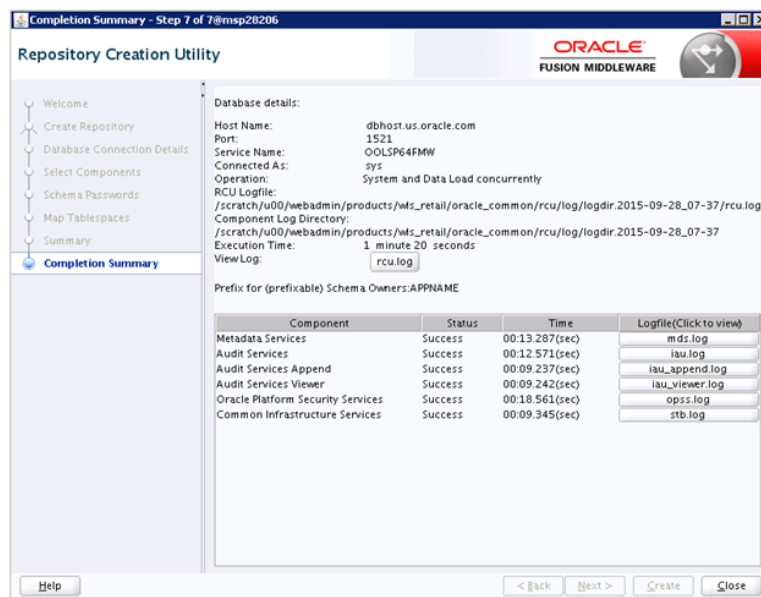 Completion Summary - Step 7 of 7@msp28206
Repository Creation Utility
ORACLE
FUSION MIDDLEWARE
Welcome
Create Repository
Database Connection Details
Select Components
Schema Passwords
Map Tablespaces
Summary
Completion Summary
Database details:
Host Name: dbhost.us.oracle.com
Port: 1521
Service Name: OOLSP64FMW
Connected As: sys
Operation: System and Data Load concurrently
RCU Logfile:
/scratch/u00/webadmin/products/wls_retail/oracle_common/rcu/log/logdir.2015-09-28_07-37/rcu.log
Component Log Directory:
/scratch/u00/webadmin/products/wls_retail/oracle_common/rcu/log/logdir.2015-09-28_07-37
Execution Time: 1 minute 20 seconds
View Log: rcu.log
Prefix for (prefixable) Schema Owners:APPNAME
Component Status Time Logfile(Click to view)
Metadata Services Success 00:13.287(sec) mds.log
Audit Services Success 00:12.571(sec) iau.log
Audit Services Append Success 00:09.237(sec) iau_append.log
Audit Services Viewer Success 00:09.242(sec) iau_viewer.log
Oracle Platform Security Services Success 00:18.561(sec) opss.log
Common Infrastructure Services Success 00:09.345(sec) stb.log
Help < Back Next > Create Close